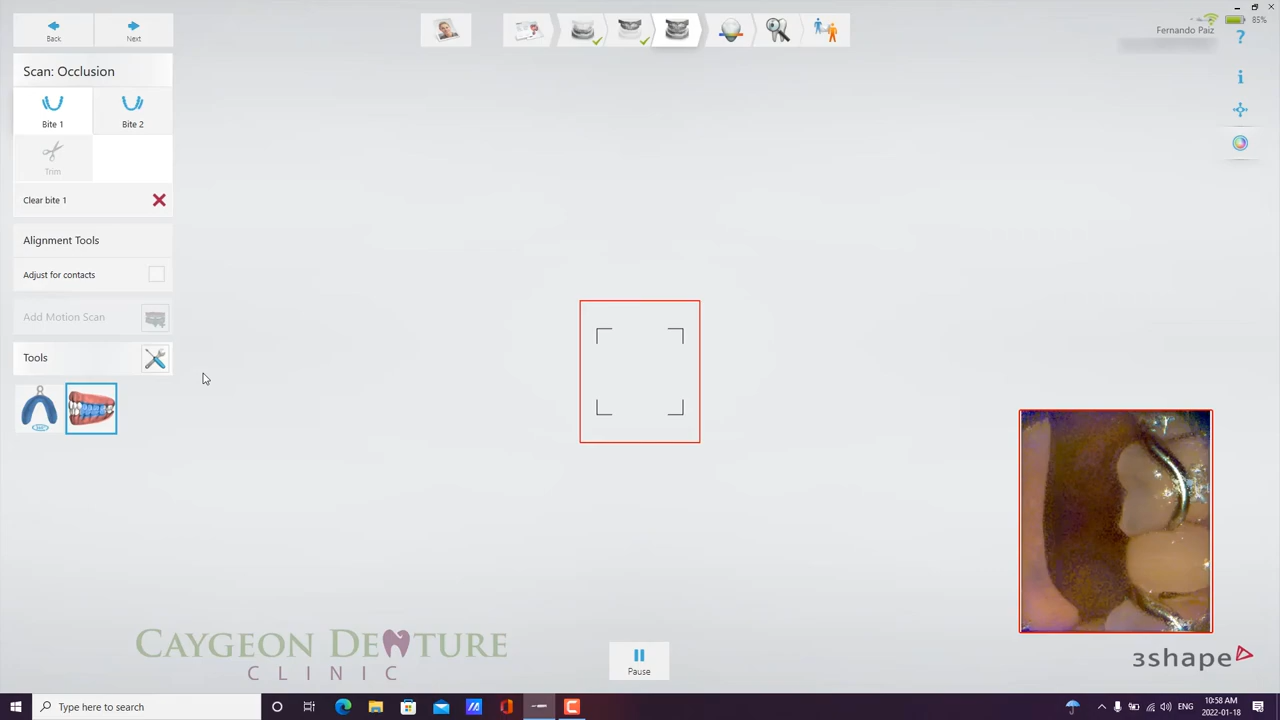 Back
Next
85%
Fernando Paiz
Scan: Occlusion
Bite 1
Bite 2
Trim
Clear bite 1
Alignment Tools
Adjust for contacts
Add Motion Scan
Tools
CAYGEON DENTURE
CLINIC
Pause
3shape
Type here to search
ENG
10:58 AM
2022-01-18